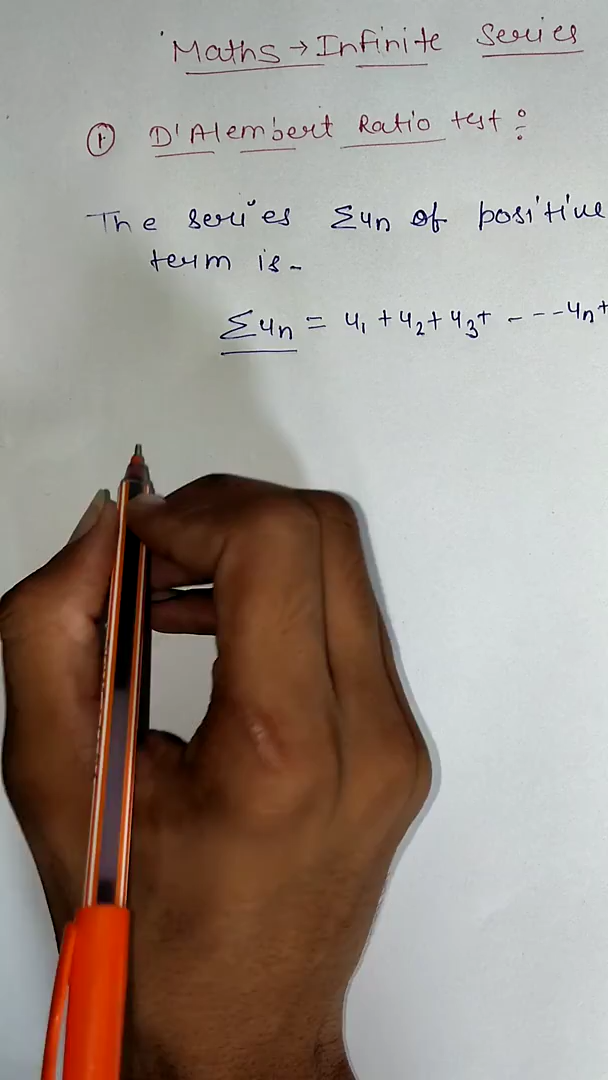 Maths → Infinite Series
① D'Alembert Ratio test :
The series Σun of positive
term is -
Σun = u1 + u2 + u3 + - - - un +